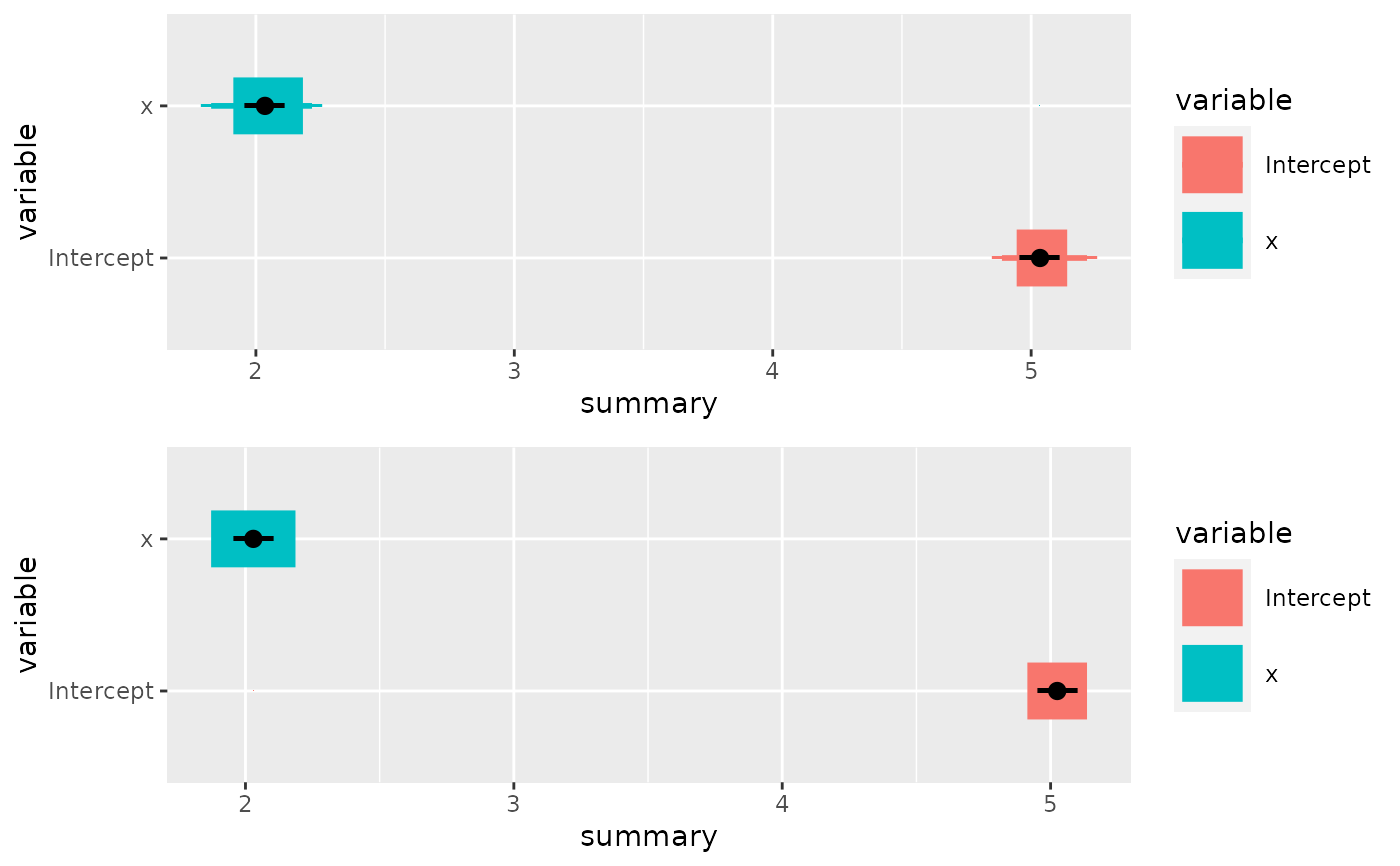 variable
x
Intercept
2 3 4 5
summary
variable
Intercept
x
variable
x
Intercept
2 3 4 5
summary
variable
Intercept
x